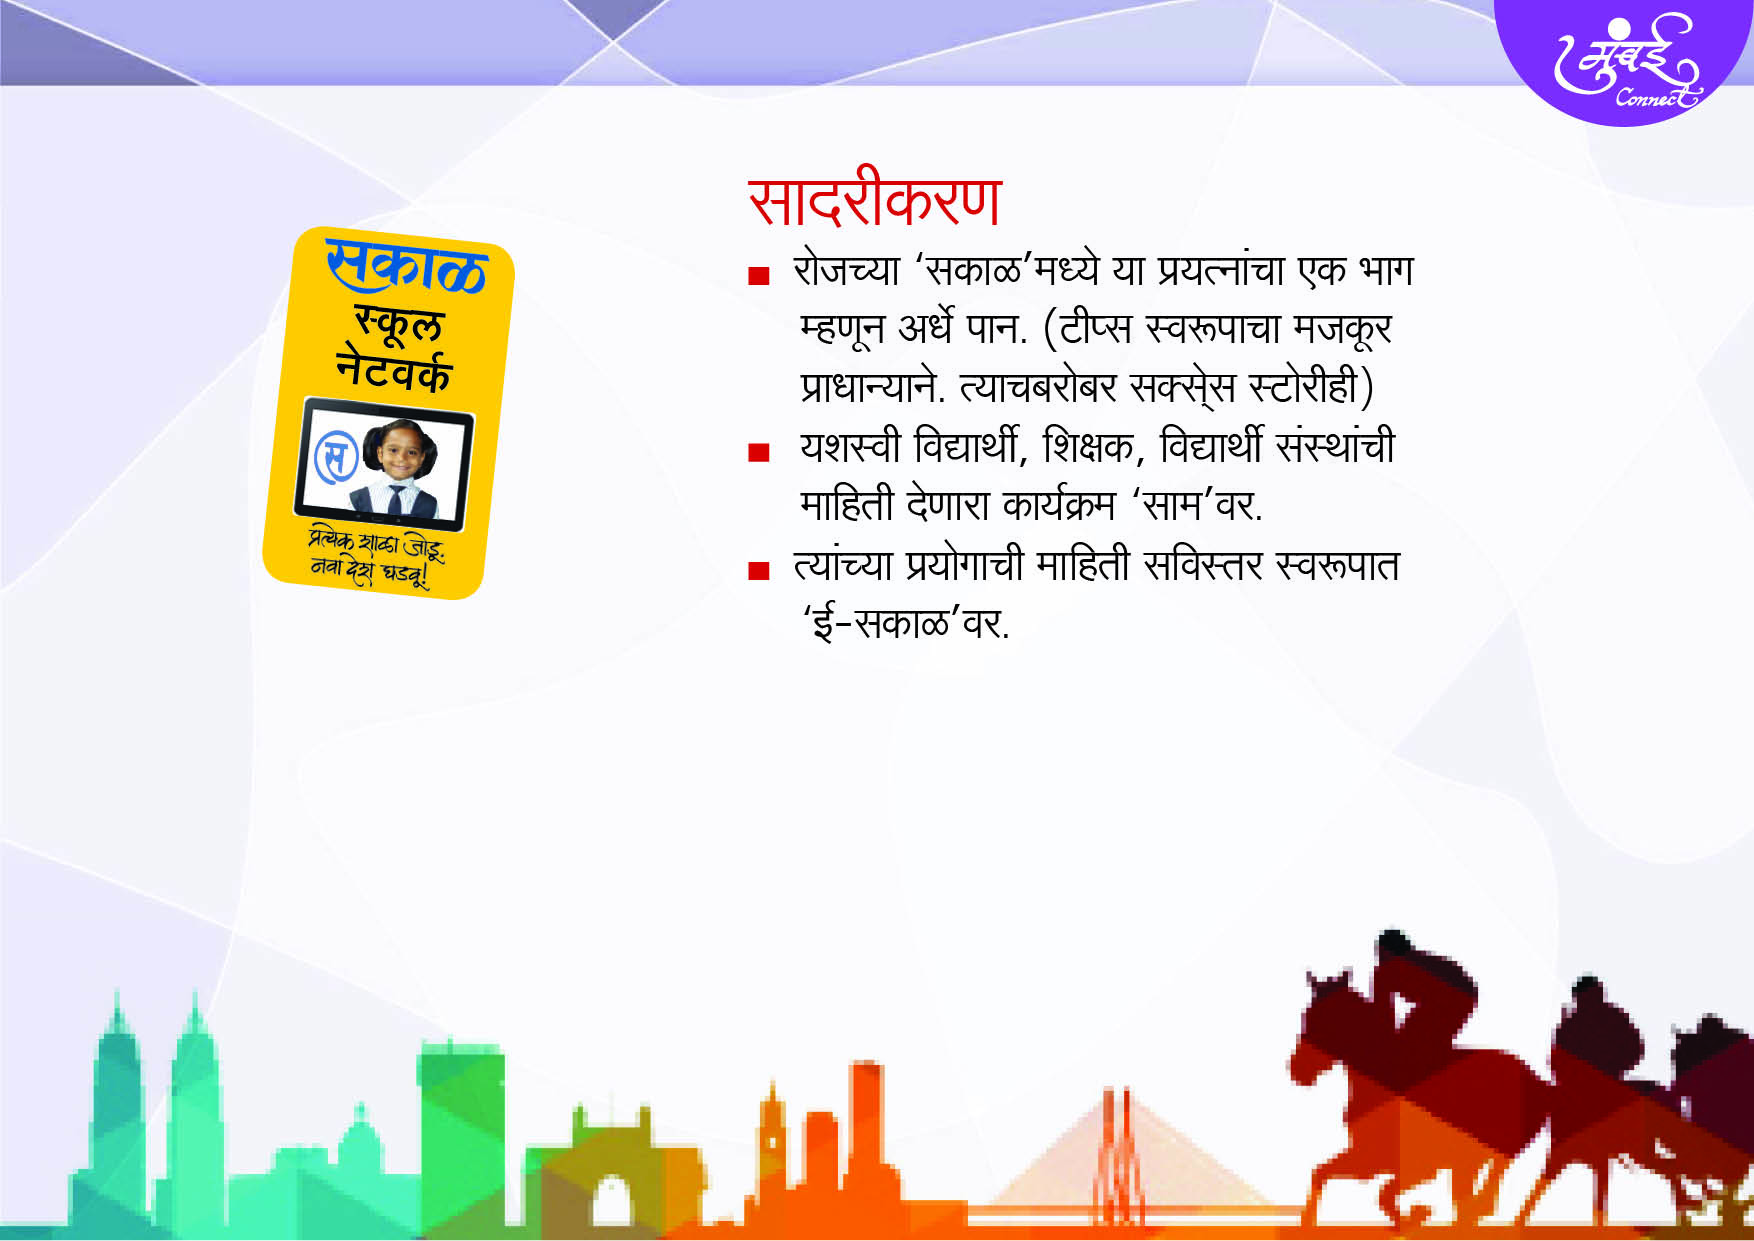 मुंबई
Connect
सादरीकरण
रोजच्या ‘सकाळ’मध्ये या प्रयत्नांचा एक भाग
म्हणून अर्धे पान. (टीप्स स्वरूपाचा मजकूर
प्राधान्याने. त्याचबरोबर सक्से्स स्टोरीही)
यशस्वी विद्यार्थी, शिक्षक, विद्यार्थी संस्थांची
माहिती देणारा कार्यक्रम ‘साम’वर.
त्यांच्या प्रयोगाची माहिती सविस्तर स्वरूपात
‘ई-सकाळ’वर.
सकाळ
स्कूल
नेटवर्क
स
प्रत्येक शाळा जोडू.
नवा देश घडवू!